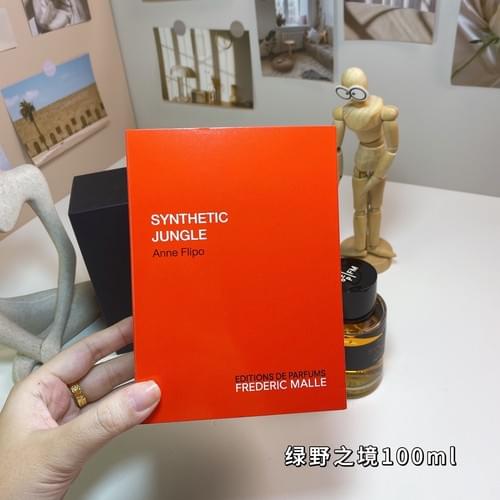 SYNTHETIC
JUNGLE
Anne Flipo
EDITIONS DE PARFUMS
FREDERIC MALLE
绿野之境100ml